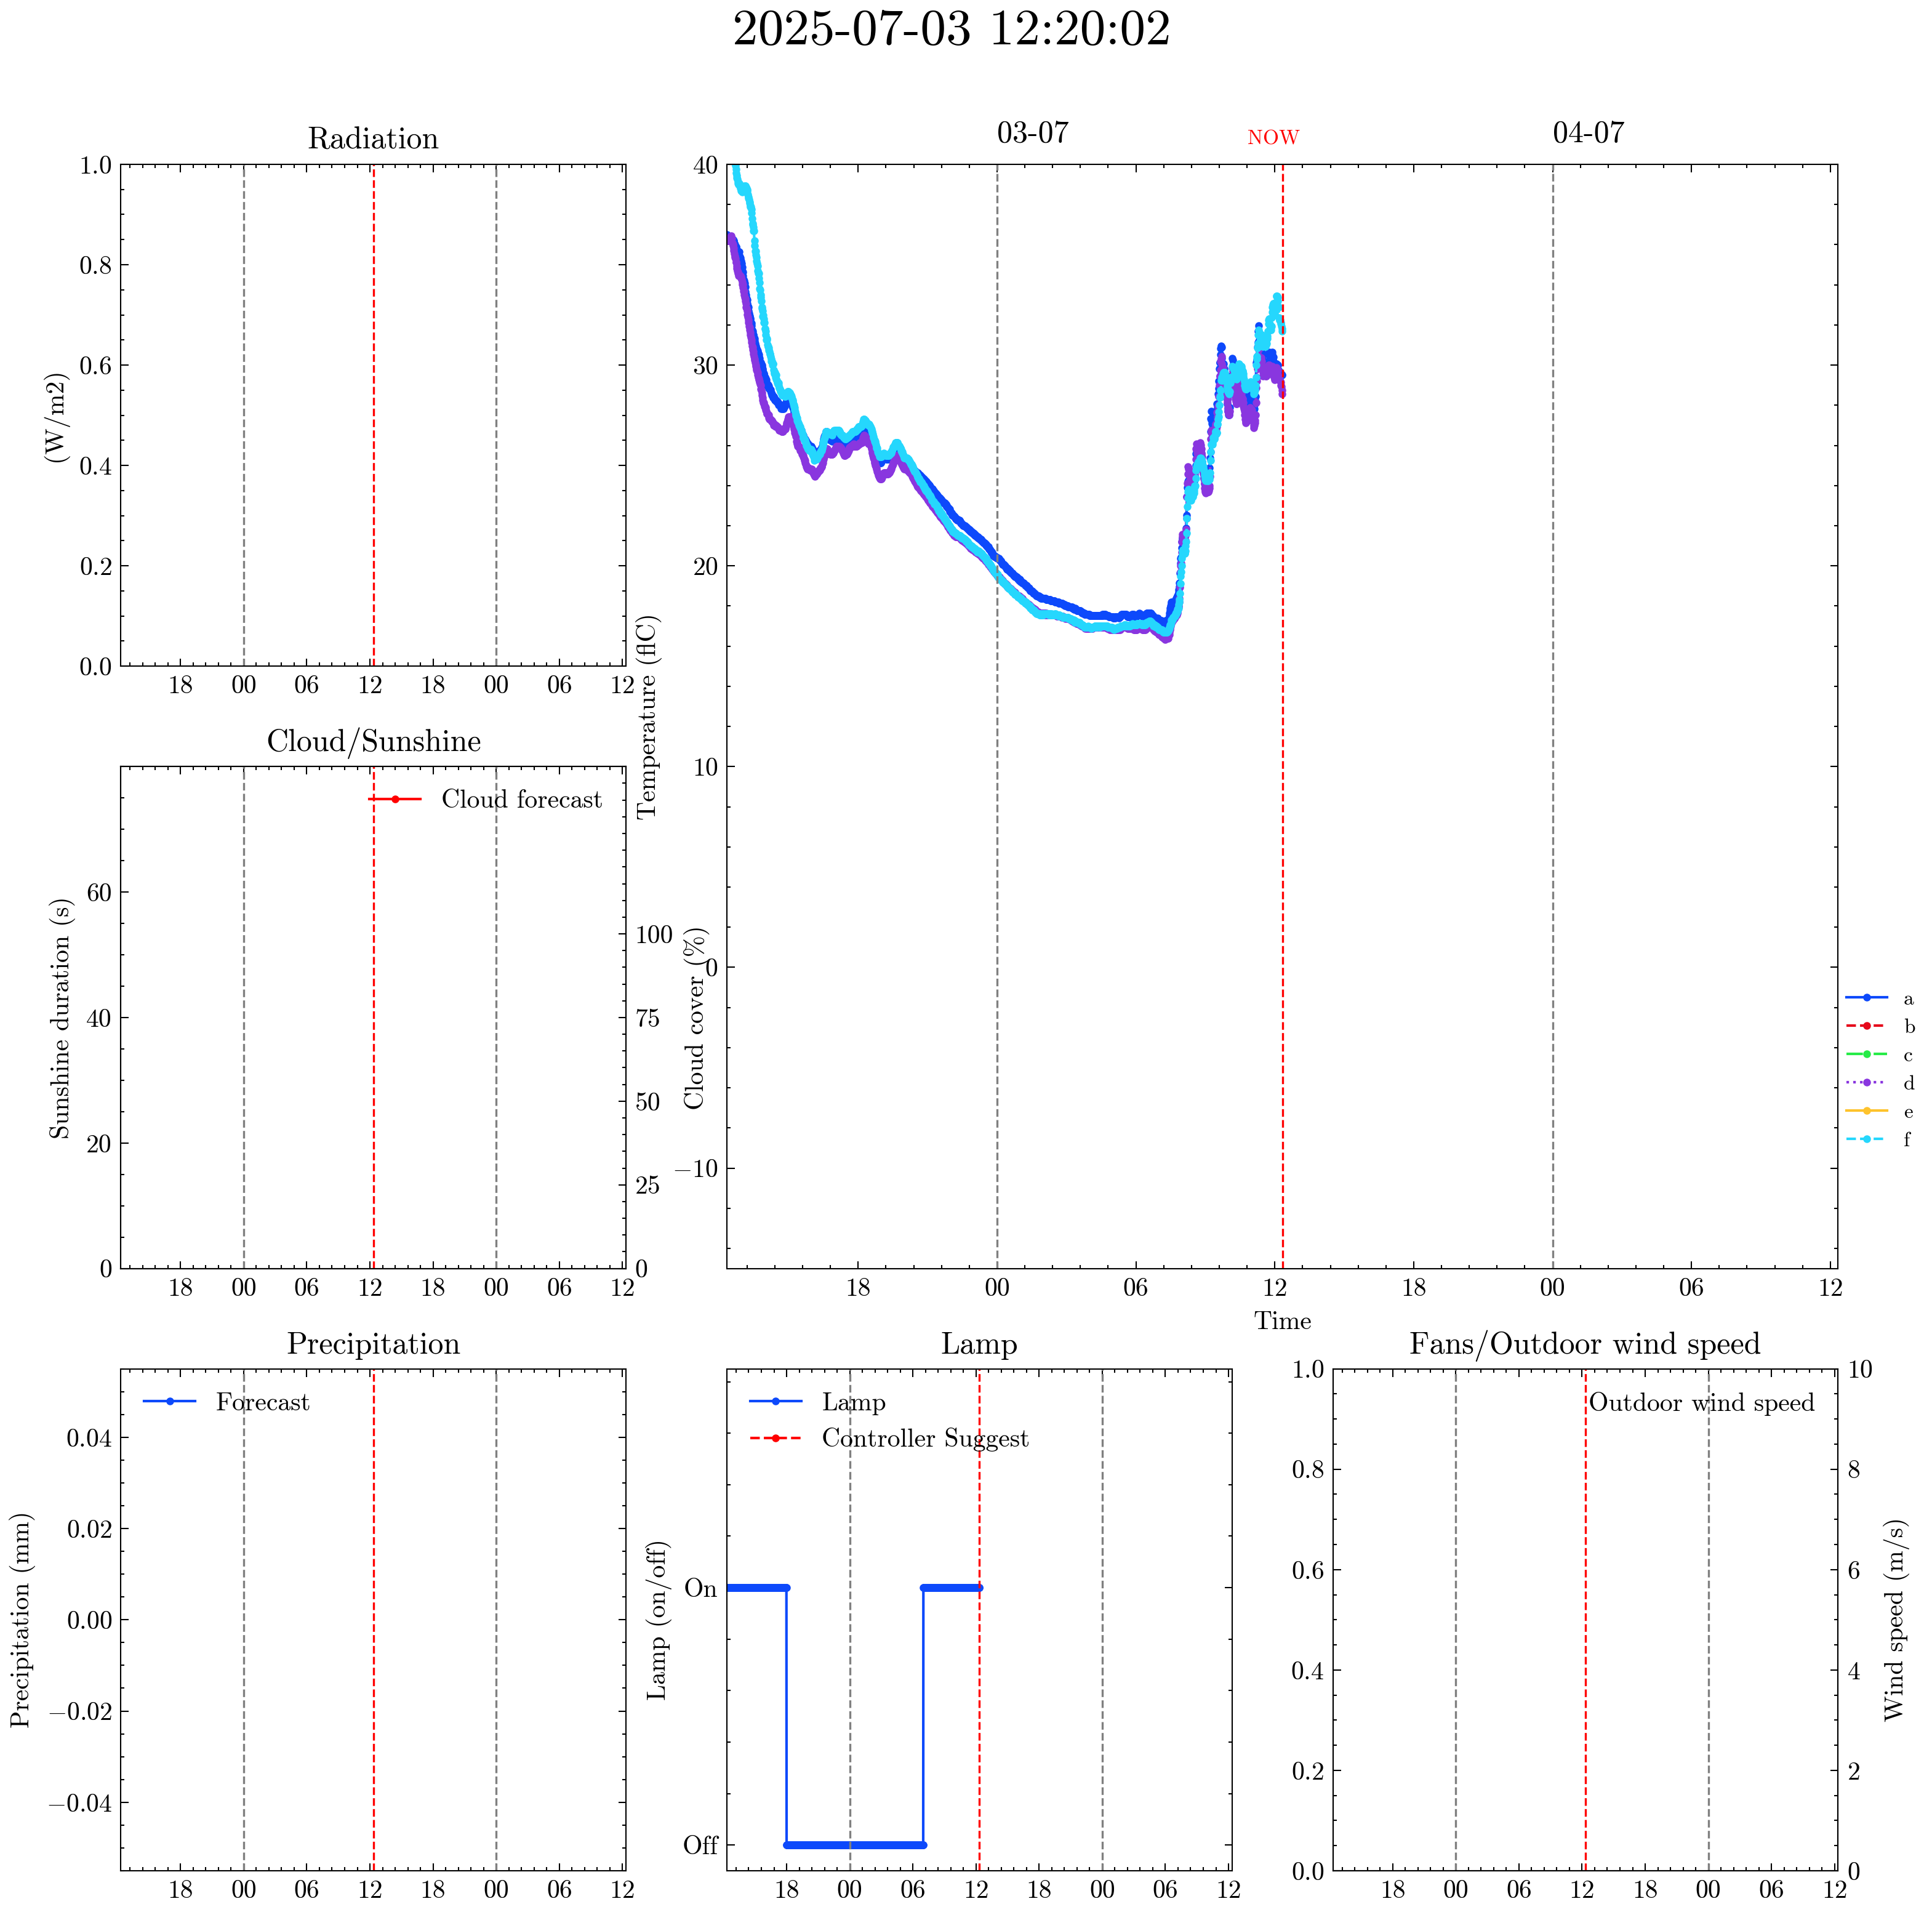 2025-07-03 12:20:02
Radiation
1.0
0.8
0.6
0.4
0.2
0.0
(W/m2)
18 00 06 12 18 00 06 12
03-07 NOW 04-07
40
30
20
10
0
−10
Temperature (flC)
18 00 06 12 18 00 06 12
Time
a
b
c
d
e
f
Cloud/Sunshine
Cloud forecast
60
40
20
0
Sunshine duration (s)
100
75
50
25
0
Cloud cover (%)
18 00 06 12 18 00 06 12
Precipitation
Forecast
0.04
0.02
0.00
−0.02
−0.04
Precipitation (mm)
18 00 06 12 18 00 06 12
Lamp
Lamp
Controller Suggest
On
Off
Lamp (on/off)
18 00 06 12 18 00 06 12
Fans/Outdoor wind speed
Outdoor wind speed
1.0
0.8
0.6
0.4
0.2
0.0
10
8
6
4
2
0
Wind speed (m/s)
18 00 06 12 18 00 06 12